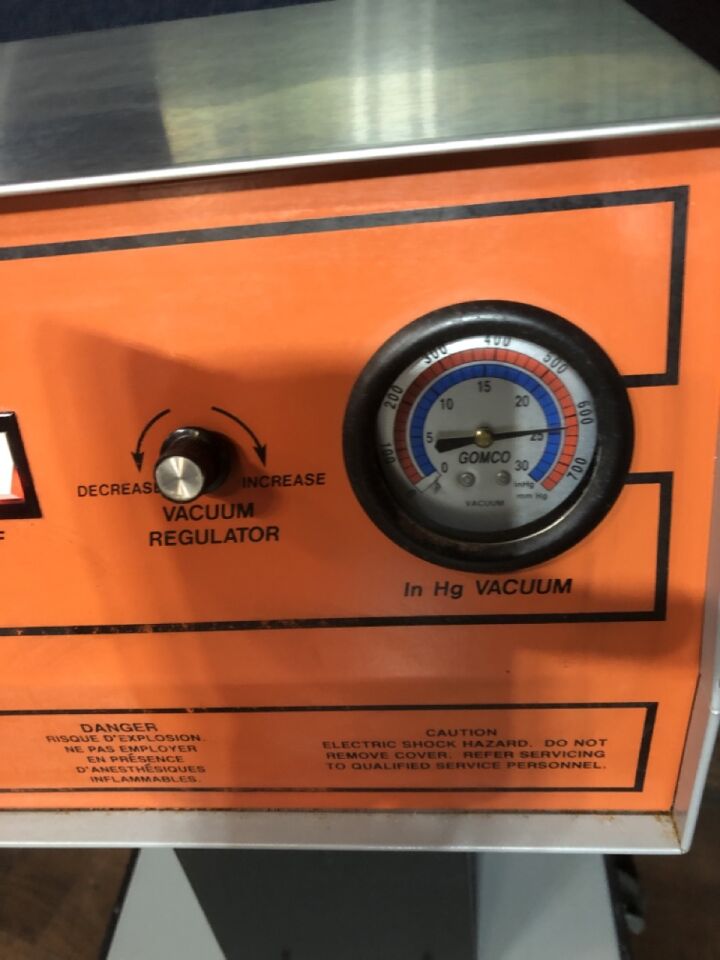 100 200 300 400 500 600 700
0 5 10 15 20 25 30
GOMCO
InHg
mm Hg
VACUUM
DECREASE INCREASE
VACUUM
REGULATOR
In Hg VACUUM
F
DANGER
RISQUE D'EXPLOSION.
NE PAS EMPLOYER
EN PRÉSENCE
D'ANESTHÉSIQUES
INFLAMMABLES.
CAUTION
ELECTRIC SHOCK HAZARD. DO NOT
REMOVE COVER. REFER SERVICING
TO QUALIFIED SERVICE PERSONNEL.